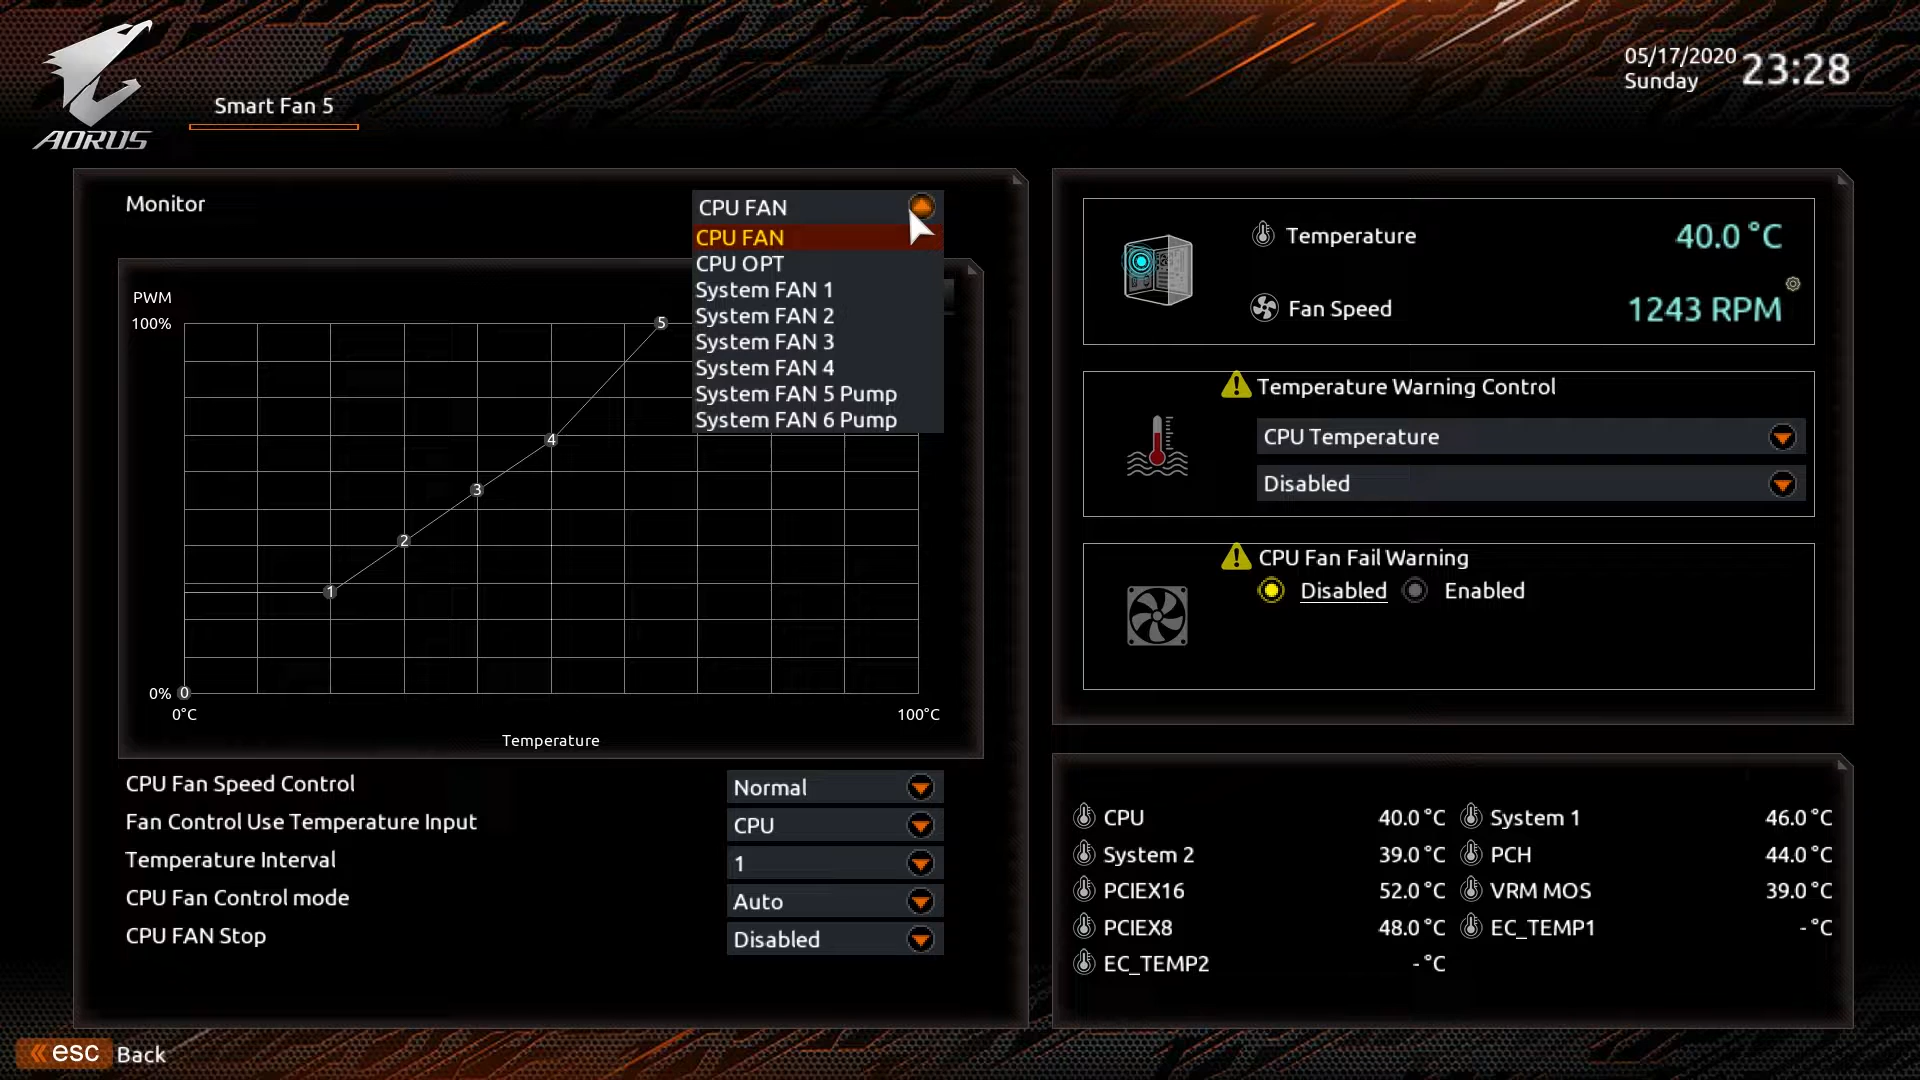 AORUS
Smart Fan 5
05/17/2020
Sunday
23:28
Monitor
CPU FAN
CPU FAN
CPU OPT
System FAN 1
System FAN 2
System FAN 3
System FAN 4
System FAN 5 Pump
System FAN 6 Pump
PWM
100%
5
4
3
2
1
0% 0
0°C 100°C
Temperature
CPU Fan Speed Control Normal
Fan Control Use Temperature Input CPU
Temperature Interval 1
CPU Fan Control mode Auto
CPU FAN Stop Disabled
Temperature 40.0 °C
Fan Speed 1243 RPM
Temperature Warning Control
CPU Temperature
Disabled
CPU Fan Fail Warning
Disabled Enabled
CPU 40.0 °C System 1 46.0 °C
System 2 39.0 °C PCH 44.0 °C
PCIEX16 52.0 °C VRM MOS 39.0 °C
PCIEX8 48.0 °C EC_TEMP1 - °C
EC_TEMP2 - °C
esc Back